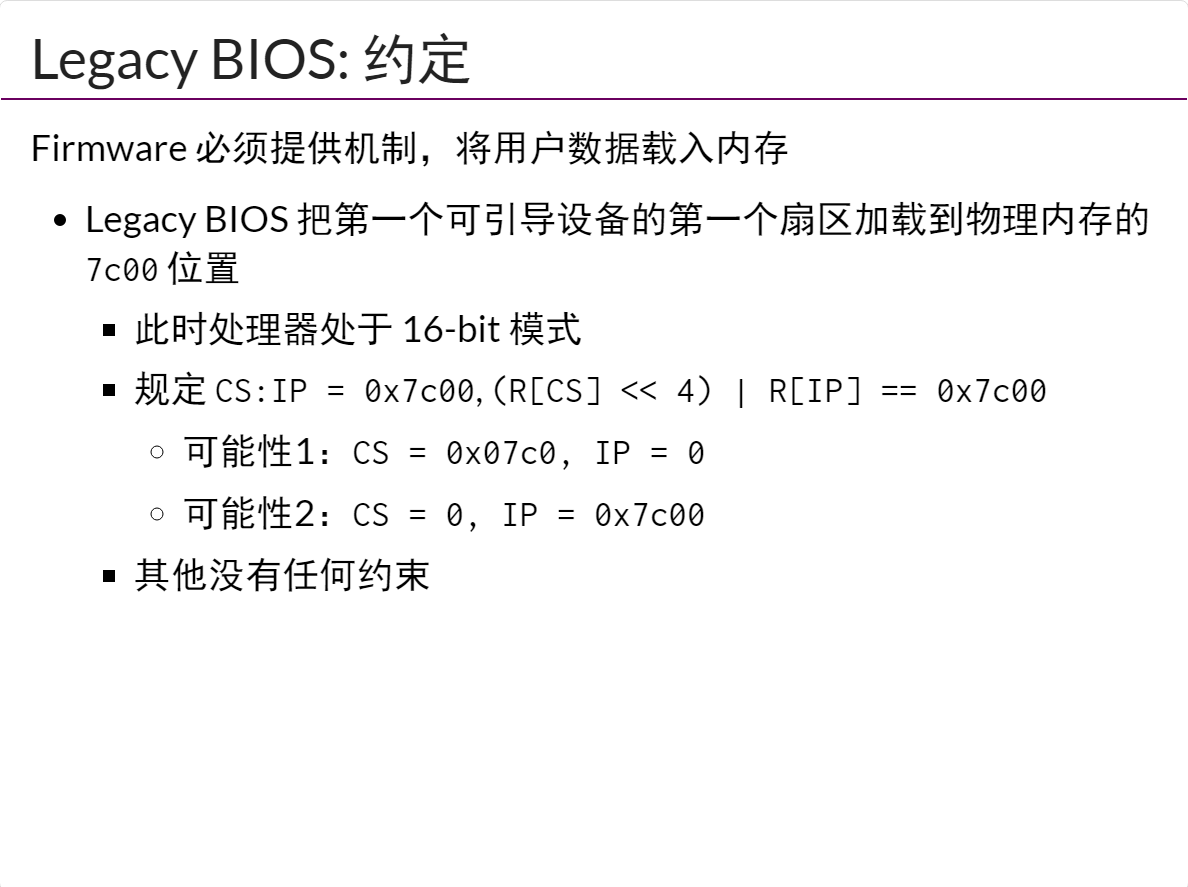 Legacy BIOS: 约定
Firmware 必须提供机制，将用户数据载入内存
Legacy BIOS 把第一个可引导设备的第一个扇区加载到物理内存的
7c00 位置
此时处理器处于 16-bit 模式
规定 CS:IP = 0x7c00, (R[CS] << 4) | R[IP] == 0x7c00
可能性1：CS = 0x07c0, IP = 0
可能性2：CS = 0, IP = 0x7c00
其他没有任何约束